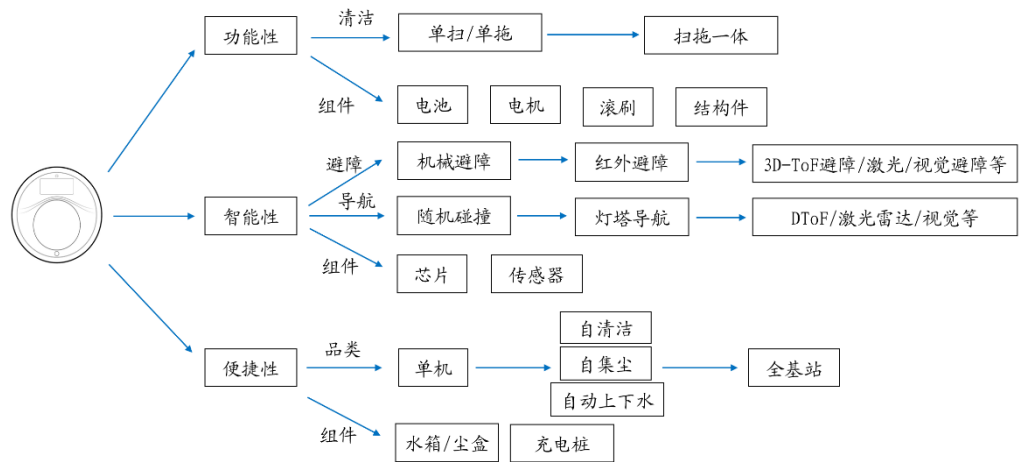 功能性
清洁
单扫/单拖
扫拖一体
组件
电池
电机
滚刷
结构件
智能性
避障
机械避障
红外避障
3D-ToF避障/激光/视觉避障等
导航
随机碰撞
灯塔导航
DToF/激光雷达/视觉等
组件
芯片
传感器
便捷性
品类
单机
自清洁
自集尘
自动上下水
全基站
组件
水箱/尘盒
充电桩